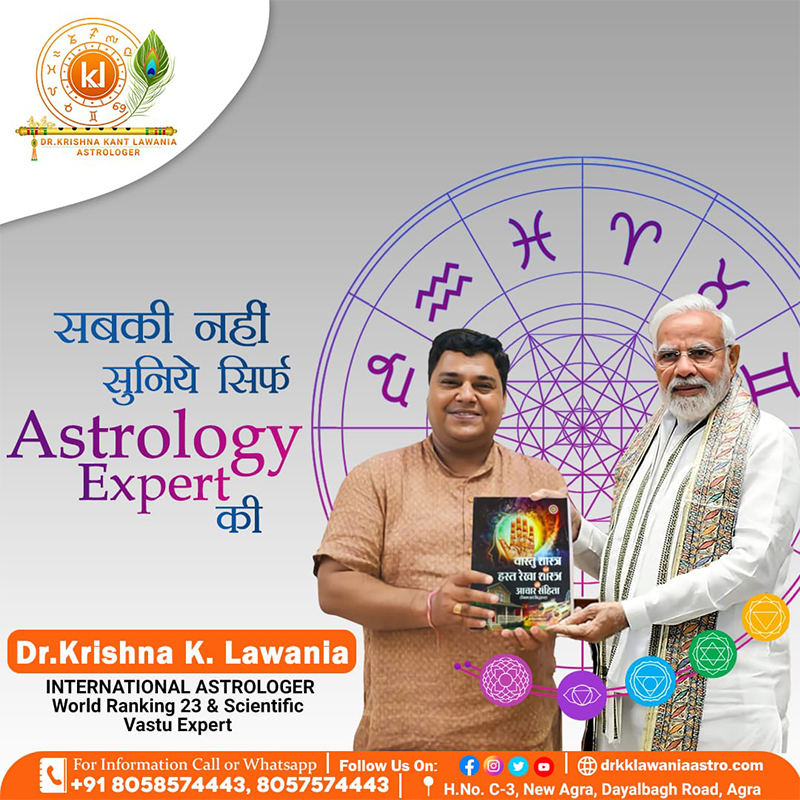 kl
DR.KRISHNA KANT LAWANIA
ASTROLOGER
सबकी नहीं
सुनिये सिर्फ
Astrology
Expert
की
वास्तु शास्त्र
हस्त रेखा शास्त्र
आचार संहिता
Dr.Krishna K. Lawania
INTERNATIONAL ASTROLOGER
World Ranking 23 & Scientific
Vastu Expert
For Information Call or Whatsapp
+91 8058574443, 8057574443
Follow Us On:
drkklawaniaastro.com
H.No. C-3, New Agra, Dayalbagh Road, Agra